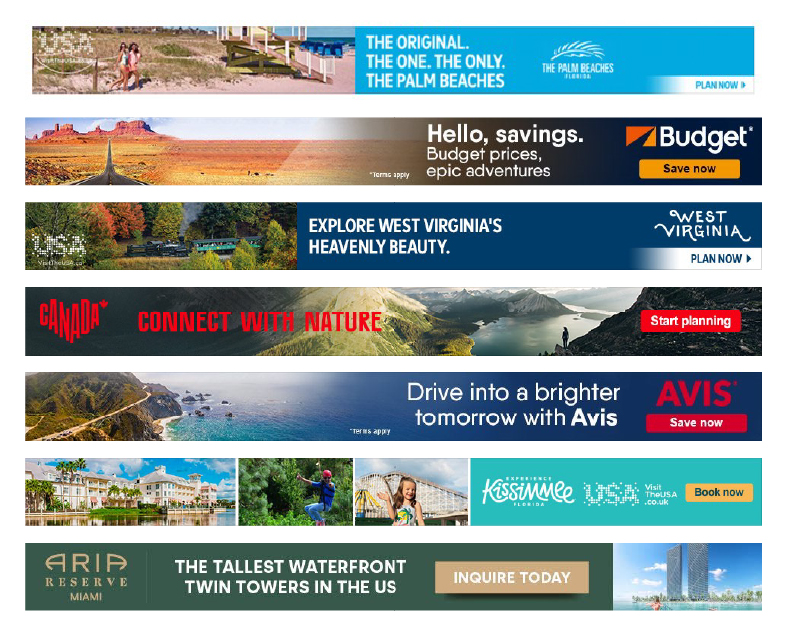 USA
VisitTheUSA.co.uk
THE ORIGINAL.
THE ONE. THE ONLY.
THE PALM BEACHES
THE PALM BEACHES
FLORIDA
PLAN NOW
Hello, savings.
Budget prices,
epic adventures
*Terms apply
Budget®
Save now
USA
VisitTheUSA.co
EXPLORE WEST VIRGINIA'S
HEAVENLY BEAUTY.
WEST
VIRGINIA
PLAN NOW
CANADA
CONNECT WITH NATURE
Start planning
Drive into a brighter
tomorrow with Avis
*Terms apply
AVIS®
Save now
EXPERIENCE
Kissimmee
FLORIDA
USA
Visit
TheUSA
.co.uk
Book now
ARIA
RESERVE
MIAMI
THE TALLEST WATERFRONT
TWIN TOWERS IN THE US
INQUIRE TODAY